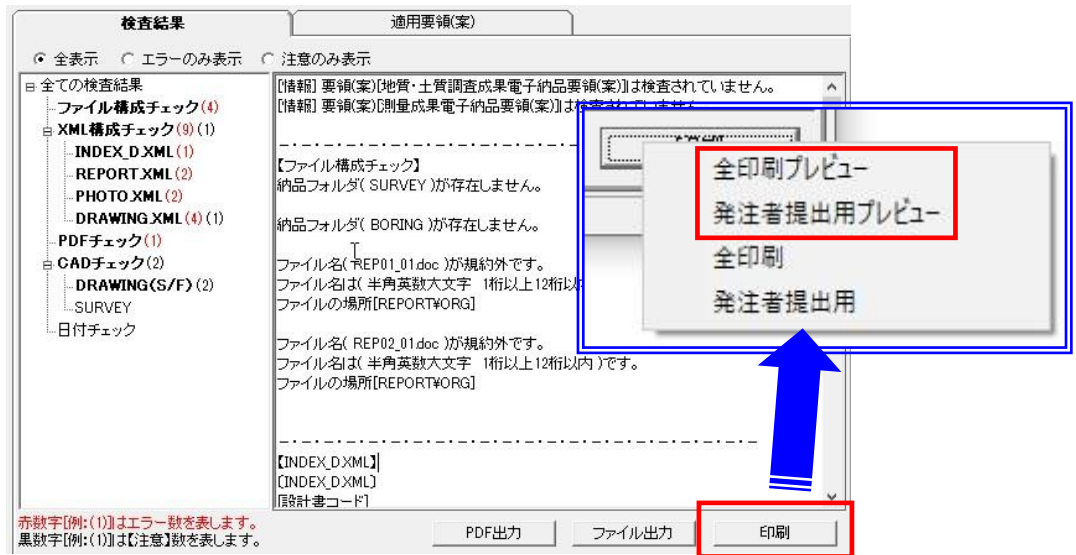 検査結果
適用要領(案)
全表示 エラーのみ表示 注意のみ表示
全ての検査結果
ファイル構成チェック(4)
XML構成チェック(9)(1)
INDEX_D.XML(1)
REPORT.XML(2)
PHOTO.XML(2)
DRAWING.XML(4)(1)
PDFチェック(1)
CADチェック(2)
DRAWING(S/F)(2)
SURVEY
日付チェック
[情報] 要領(案)[地質・土質調査成果電子納品要領(案)]は検査されていません。
[情報] 要領(案)[測量成果電子納品要領(案)]は検査されていません
【ファイル構成チェック】
納品フォルダ( SURVEY )が存在しません。
納品フォルダ( BORING )が存在しません。
ファイル名( REP01_01.doc )が規約外です。
ファイル名は( 半角英数大文字 1桁以上12桁以
ファイルの場所[REPORT¥ORG]
ファイル名( REP02_01.doc )が規約外です。
ファイル名は( 半角英数大文字 1桁以上12桁以内 )です。
ファイルの場所[REPORT¥ORG]
【INDEX_D.XML】
〔INDEX_D.XML〕
[設計書コード]
全印刷プレビュー
発注者提出用プレビュー
全印刷
発注者提出用
赤数字[例:(1)]はエラー数を表します。
黒数字[例:(1)]は【注意】数を表します。
PDF出力
ファイル出力
印刷